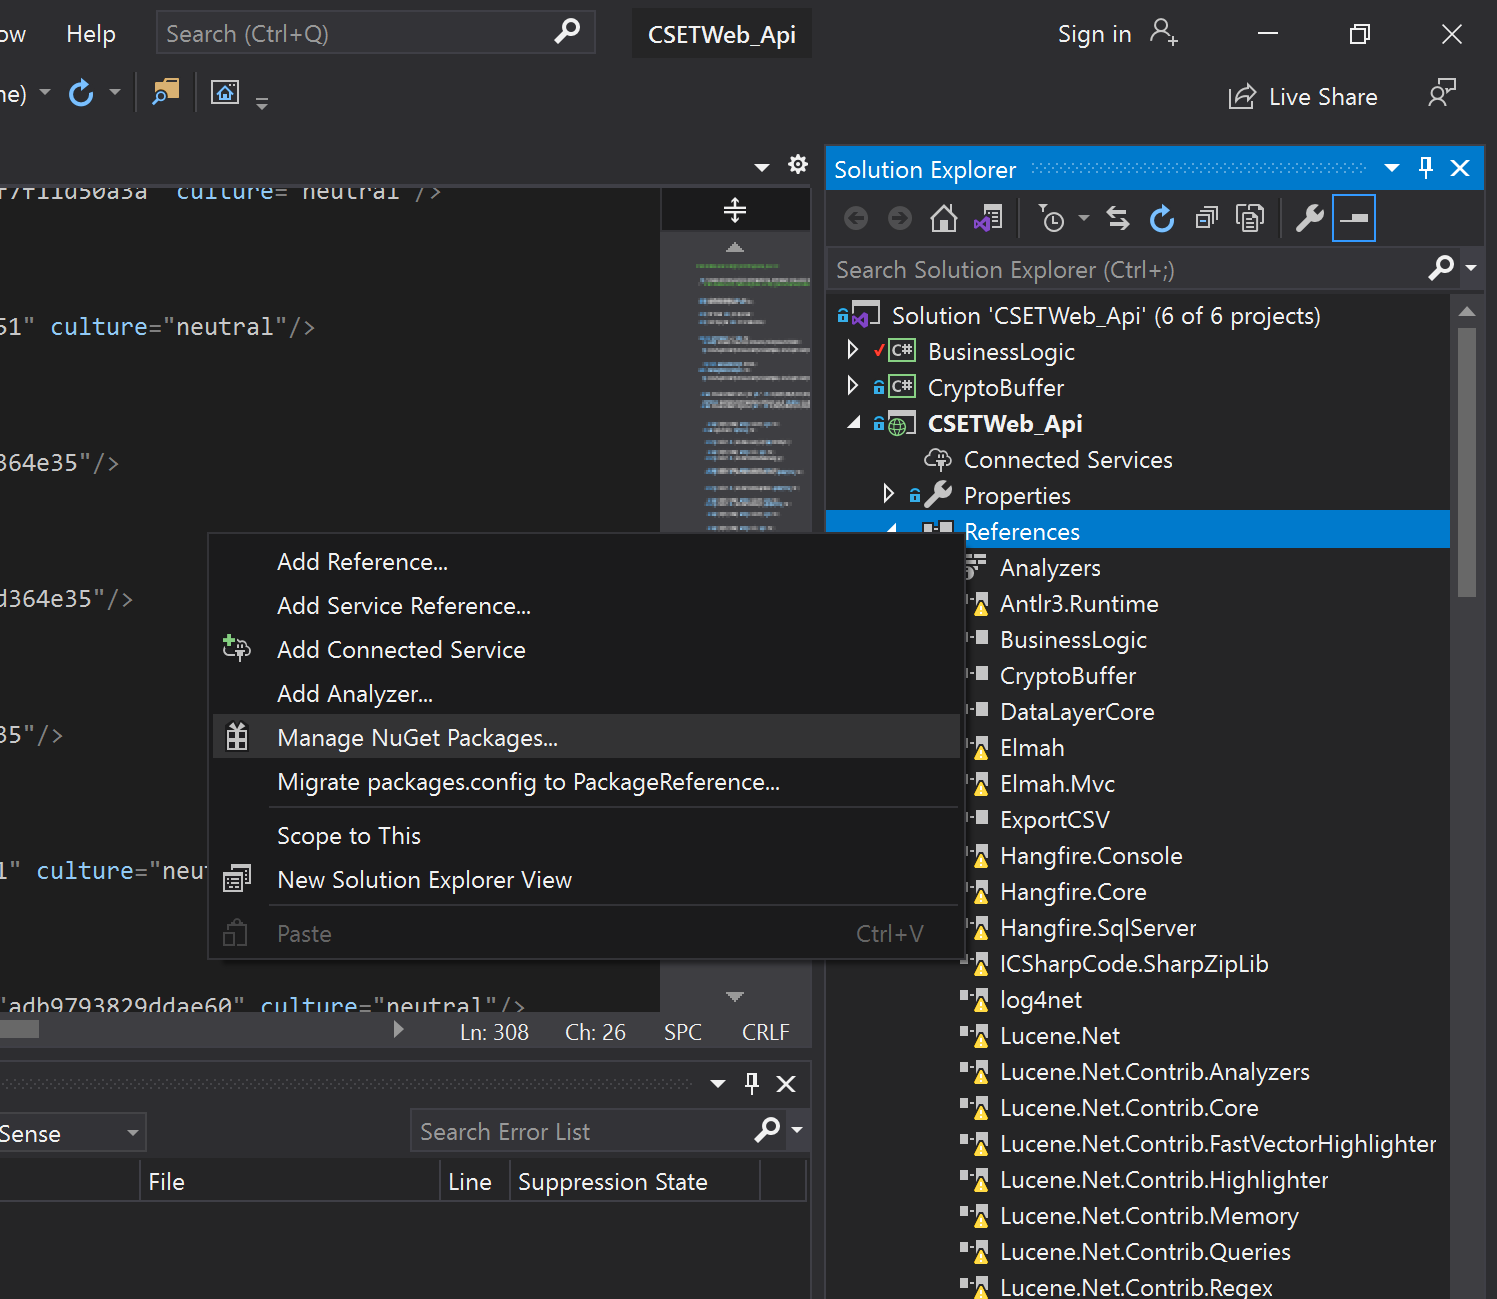 ow Help Search (Ctrl+Q) CSETWeb_Api Sign in
ne) Live Share
culture="neutral"/>
51" culture="neutral"/>
364e35"/>
d364e35"/>
35"/>
1" culture="neut
"adb9793829ddae60" culture="neutral"/>
Ln: 308 Ch: 26 SPC CRLF
Add Reference...
Add Service Reference...
Add Connected Service
Add Analyzer...
Manage NuGet Packages...
Migrate packages.config to PackageReference...
Scope to This
New Solution Explorer View
Paste Ctrl+V
Sense Search Error List
File Line Suppression State
Solution Explorer
Search Solution Explorer (Ctrl+;)
Solution 'CSETWeb_Api' (6 of 6 projects)
C# BusinessLogic
C# CryptoBuffer
CSETWeb_Api
Connected Services
Properties
References
Analyzers
Antlr3.Runtime
BusinessLogic
CryptoBuffer
DataLayerCore
Elmah
Elmah.Mvc
ExportCSV
Hangfire.Console
Hangfire.Core
Hangfire.SqlServer
ICSharpCode.SharpZipLib
log4net
Lucene.Net
Lucene.Net.Contrib.Analyzers
Lucene.Net.Contrib.Core
Lucene.Net.Contrib.FastVectorHighlighter
Lucene.Net.Contrib.Highlighter
Lucene.Net.Contrib.Memory
Lucene.Net.Contrib.Queries
Lucene.Net.Contrib.Regex